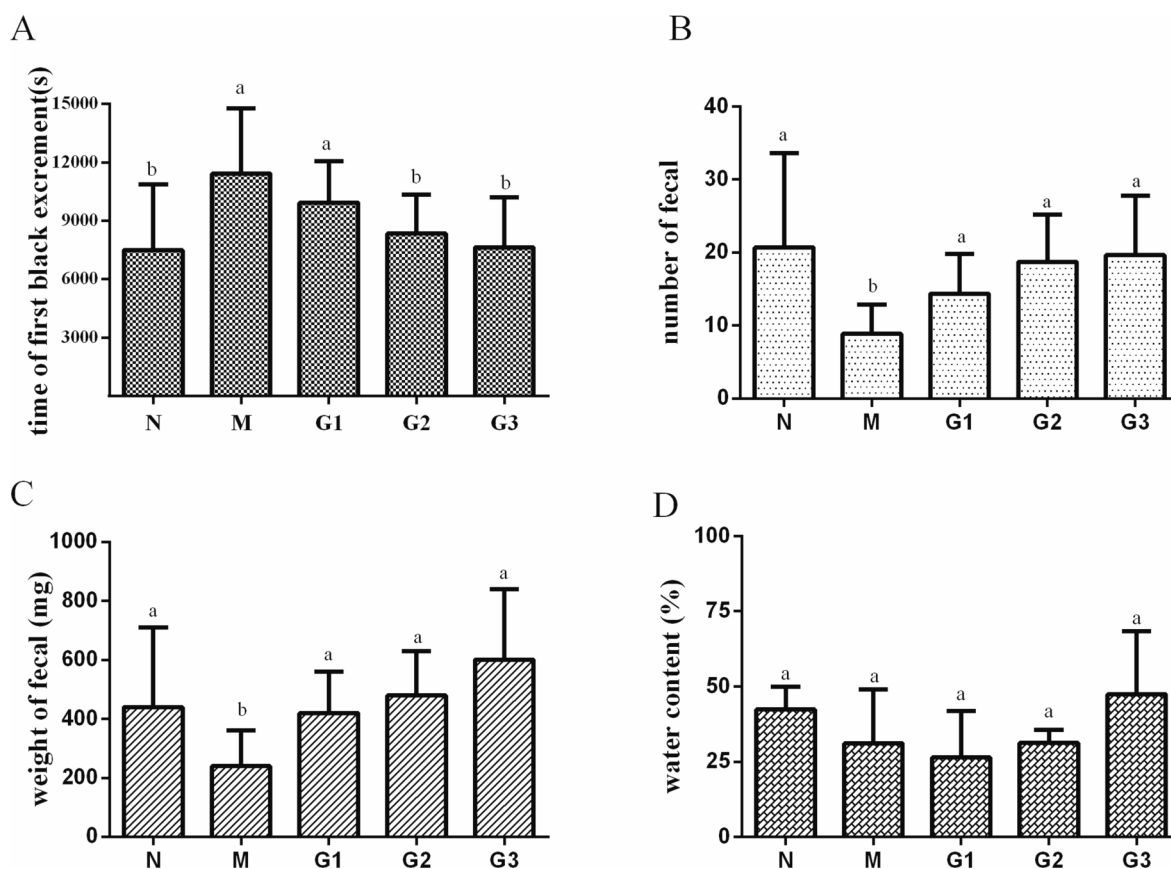 A
time of first black excrement(s)
15000
12000
9000
6000
3000
b
a
a
b
b
N M G1 G2 G3
B
number of fecal
40
30
20
10
0
a
b
a
a
a
N M G1 G2 G3
C
weight of fecal (mg)
1000
800
600
400
200
0
a
b
a
a
a
N M G1 G2 G3
D
water content (%)
100
75
50
25
0
a
a
a
a
a
N M G1 G2 G3